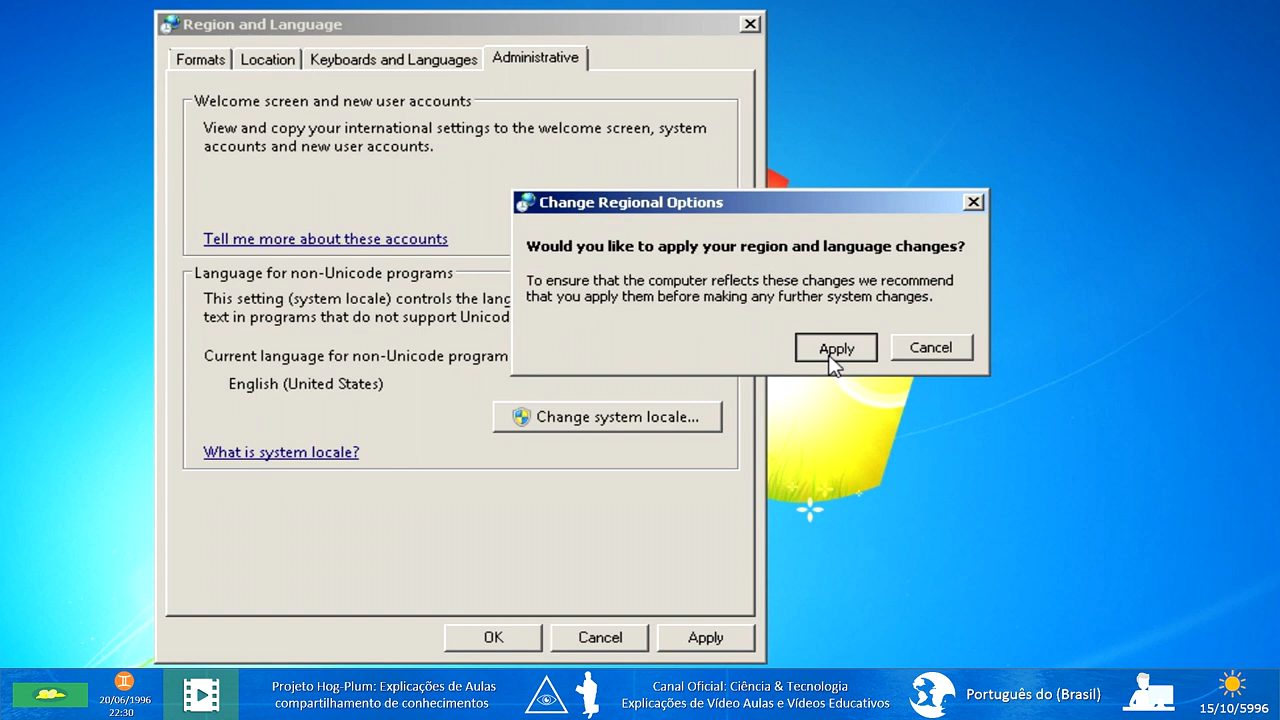 Region and Language
Formats
Location
Keyboards and Languages
Administrative
Welcome screen and new user accounts
View and copy your international settings to the welcome screen, system
accounts and new user accounts.
Tell me more about these accounts
Language for non-Unicode programs
This setting (system locale) controls the lang
text in programs that do not support Unicod
Current language for non-Unicode program
English (United States)
Change system locale...
What is system locale?
OK
Cancel
Apply
Change Regional Options
Would you like to apply your region and language changes?
To ensure that the computer reflects these changes we recommend
that you apply them before making any further system changes.
Apply
Cancel
20/06/1996
22:30
Projeto Hog-Plum: Explicações de Aulas
compartilhamento de conhecimentos
Canal Oficial: Ciência & Tecnologia
Explicações de Vídeo Aulas e Vídeos Educativos
Português do (Brasil)
15/10/5996